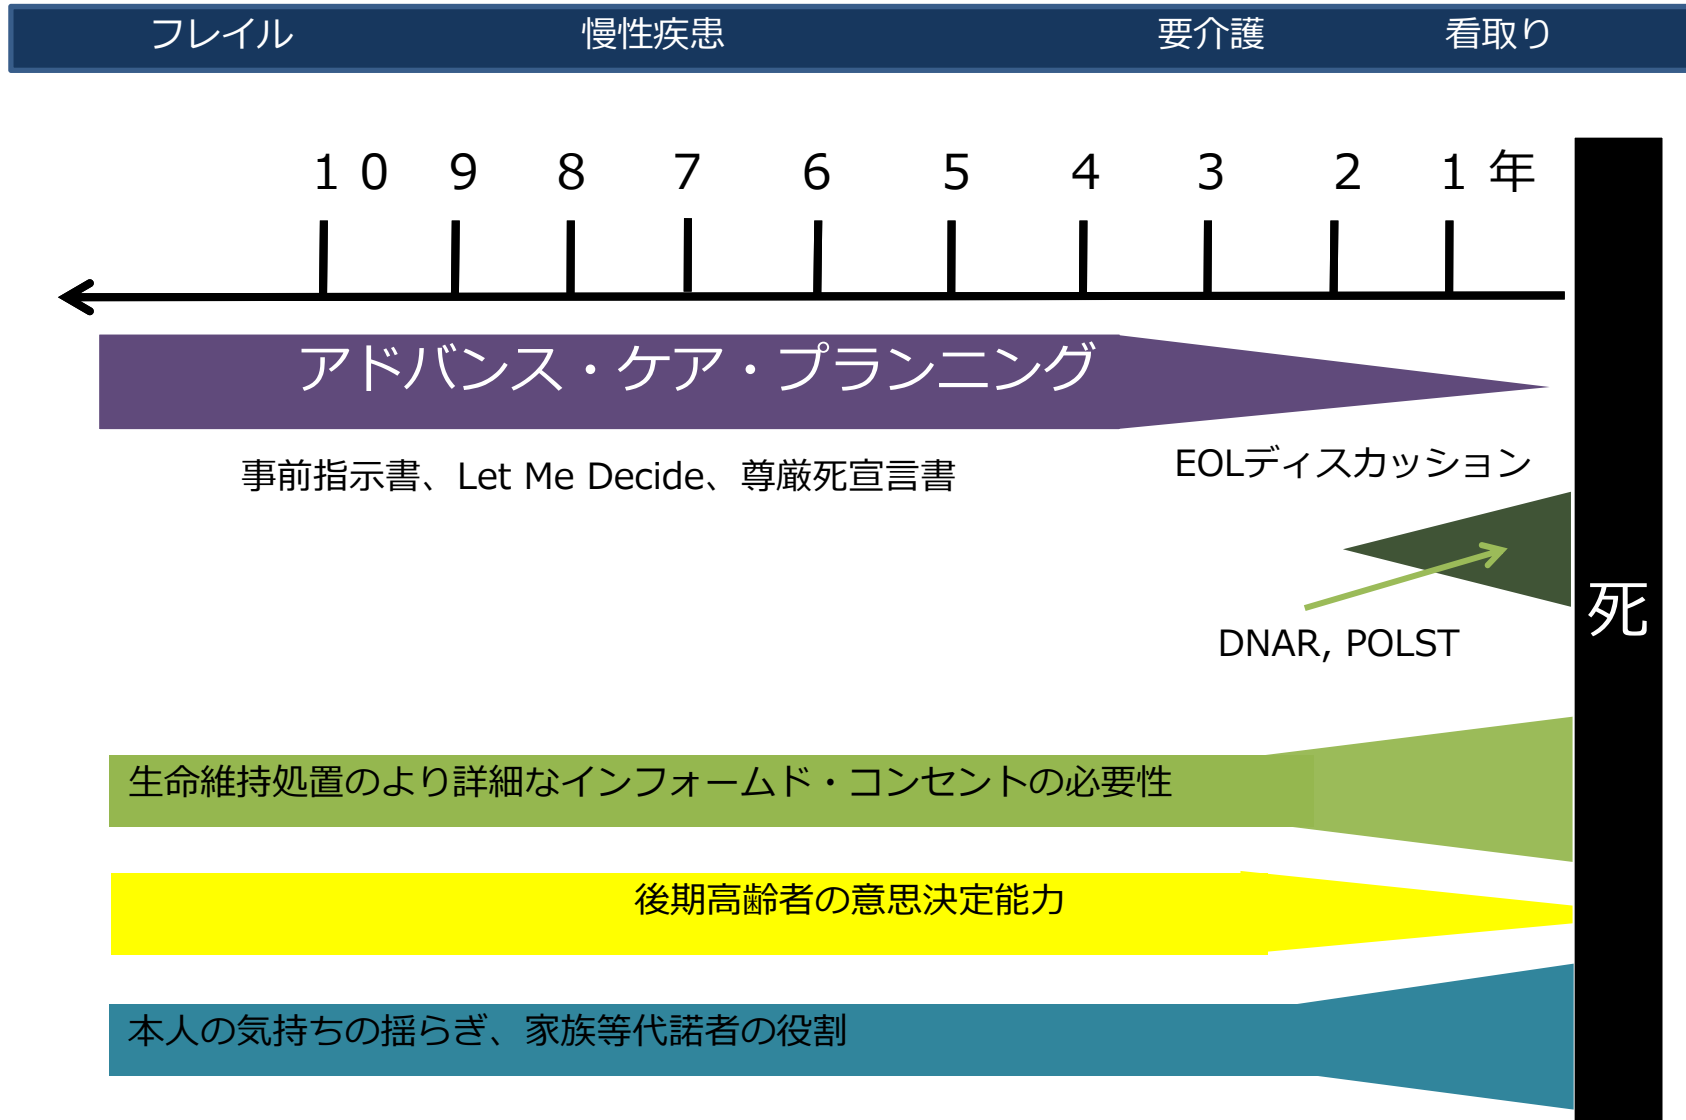 フレイル 慢性疾患 要介護 看取り
１０ ９ ８ ７ ６ ５ ４ ３ ２ １ 年
アドバンス・ケア・プランニング
事前指示書、Let Me Decide、尊厳死宣言書
EOLディスカッション
DNAR, POLST
死
生命維持処置のより詳細なインフォームド・コンセントの必要性
後期高齢者の意思決定能力
本人の気持ちの揺らぎ、家族等代諾者の役割